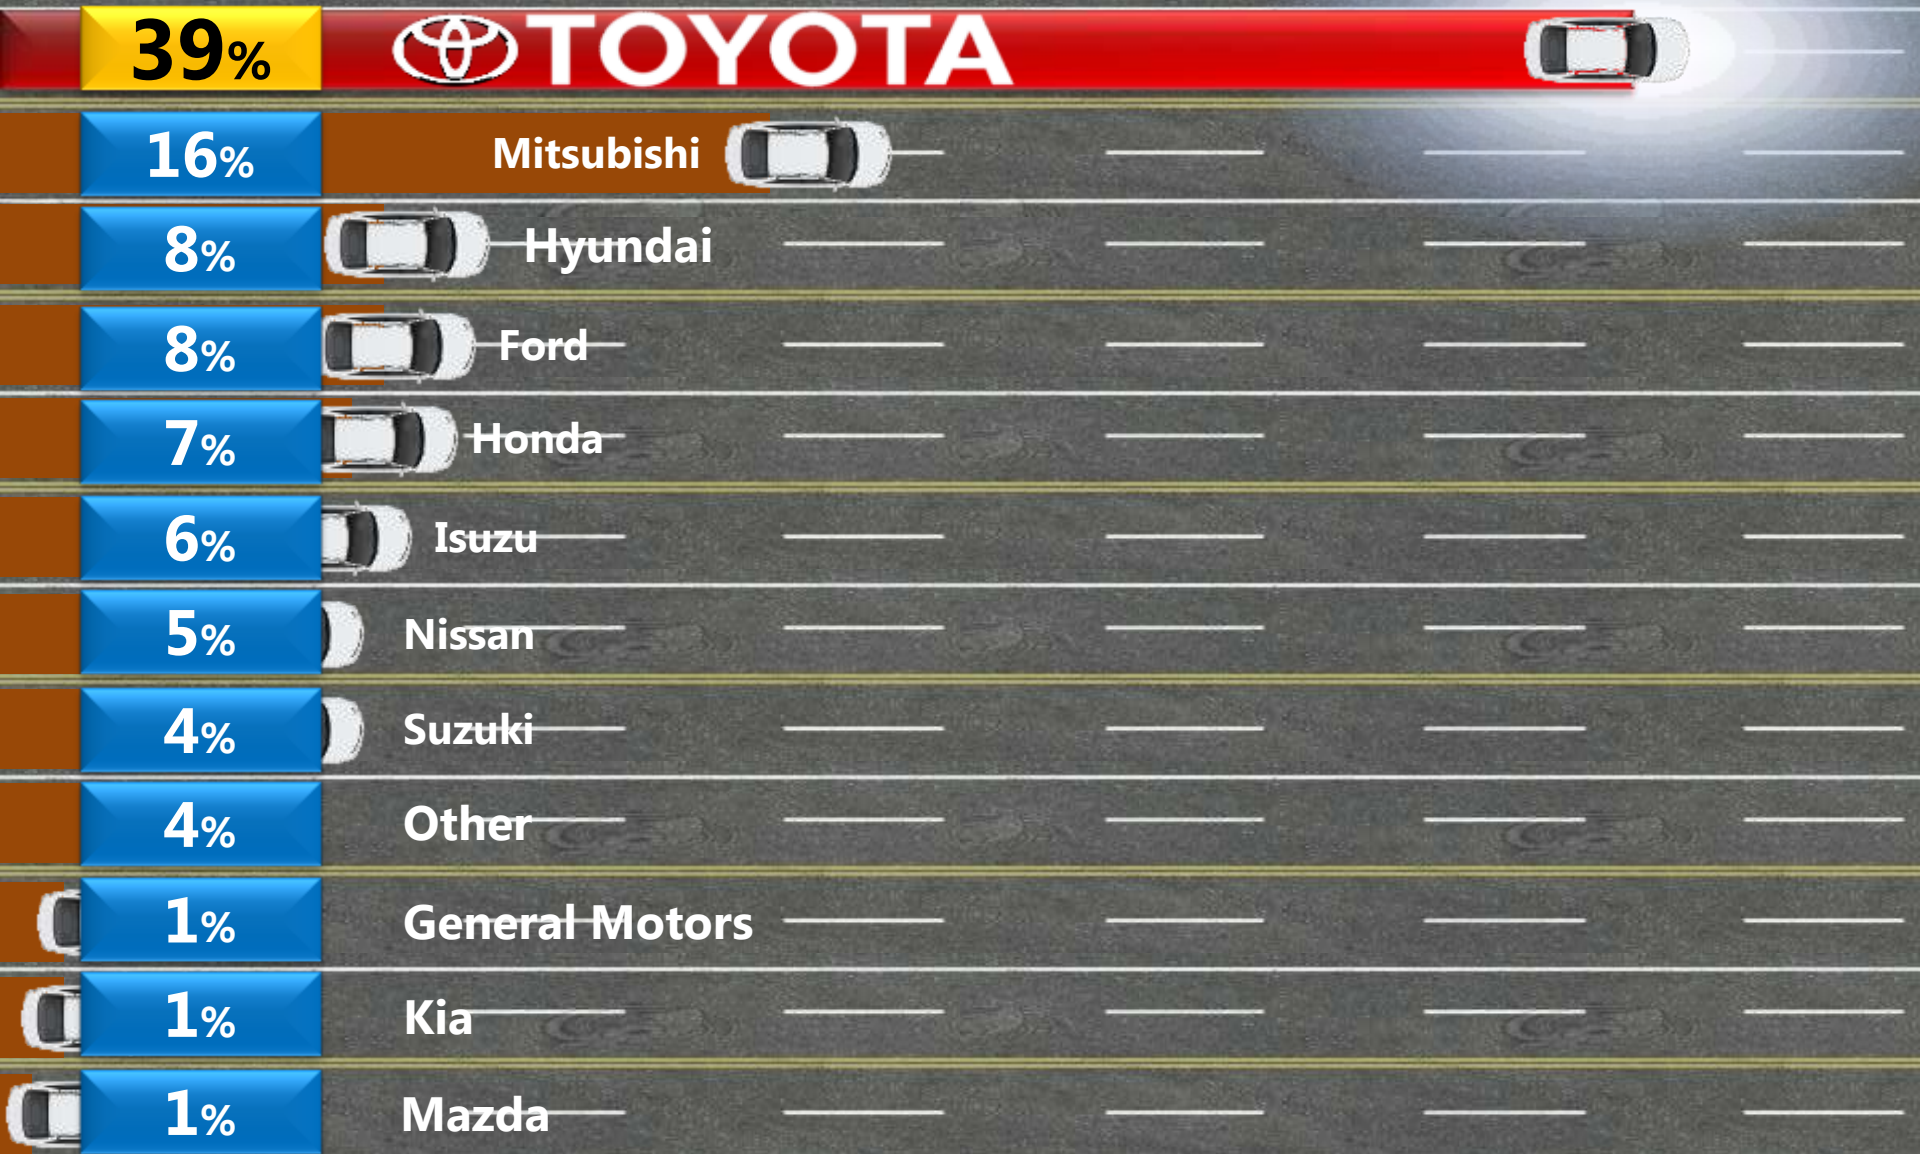 39% TOYOTA
16% Mitsubishi
8% Hyundai
8% Ford
7% Honda
6% Isuzu
5% Nissan
4% Suzuki
4% Other
1% General Motors
1% Kia
1% Mazda